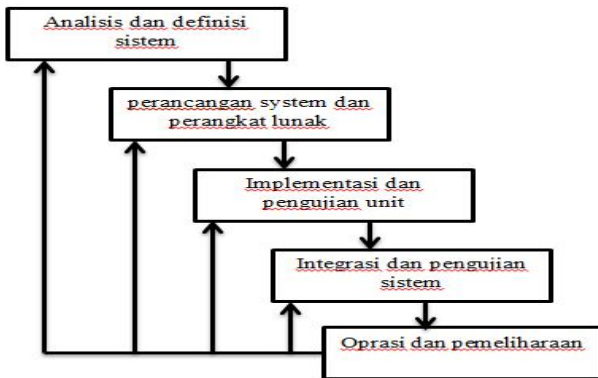 Analisis dan definisi
sistem
perancangan system dan
perangkat lunak
Implementasi dan
pengujian unit
Integrasi dan pengujian
sistem
Oprasi dan pemeliharaan